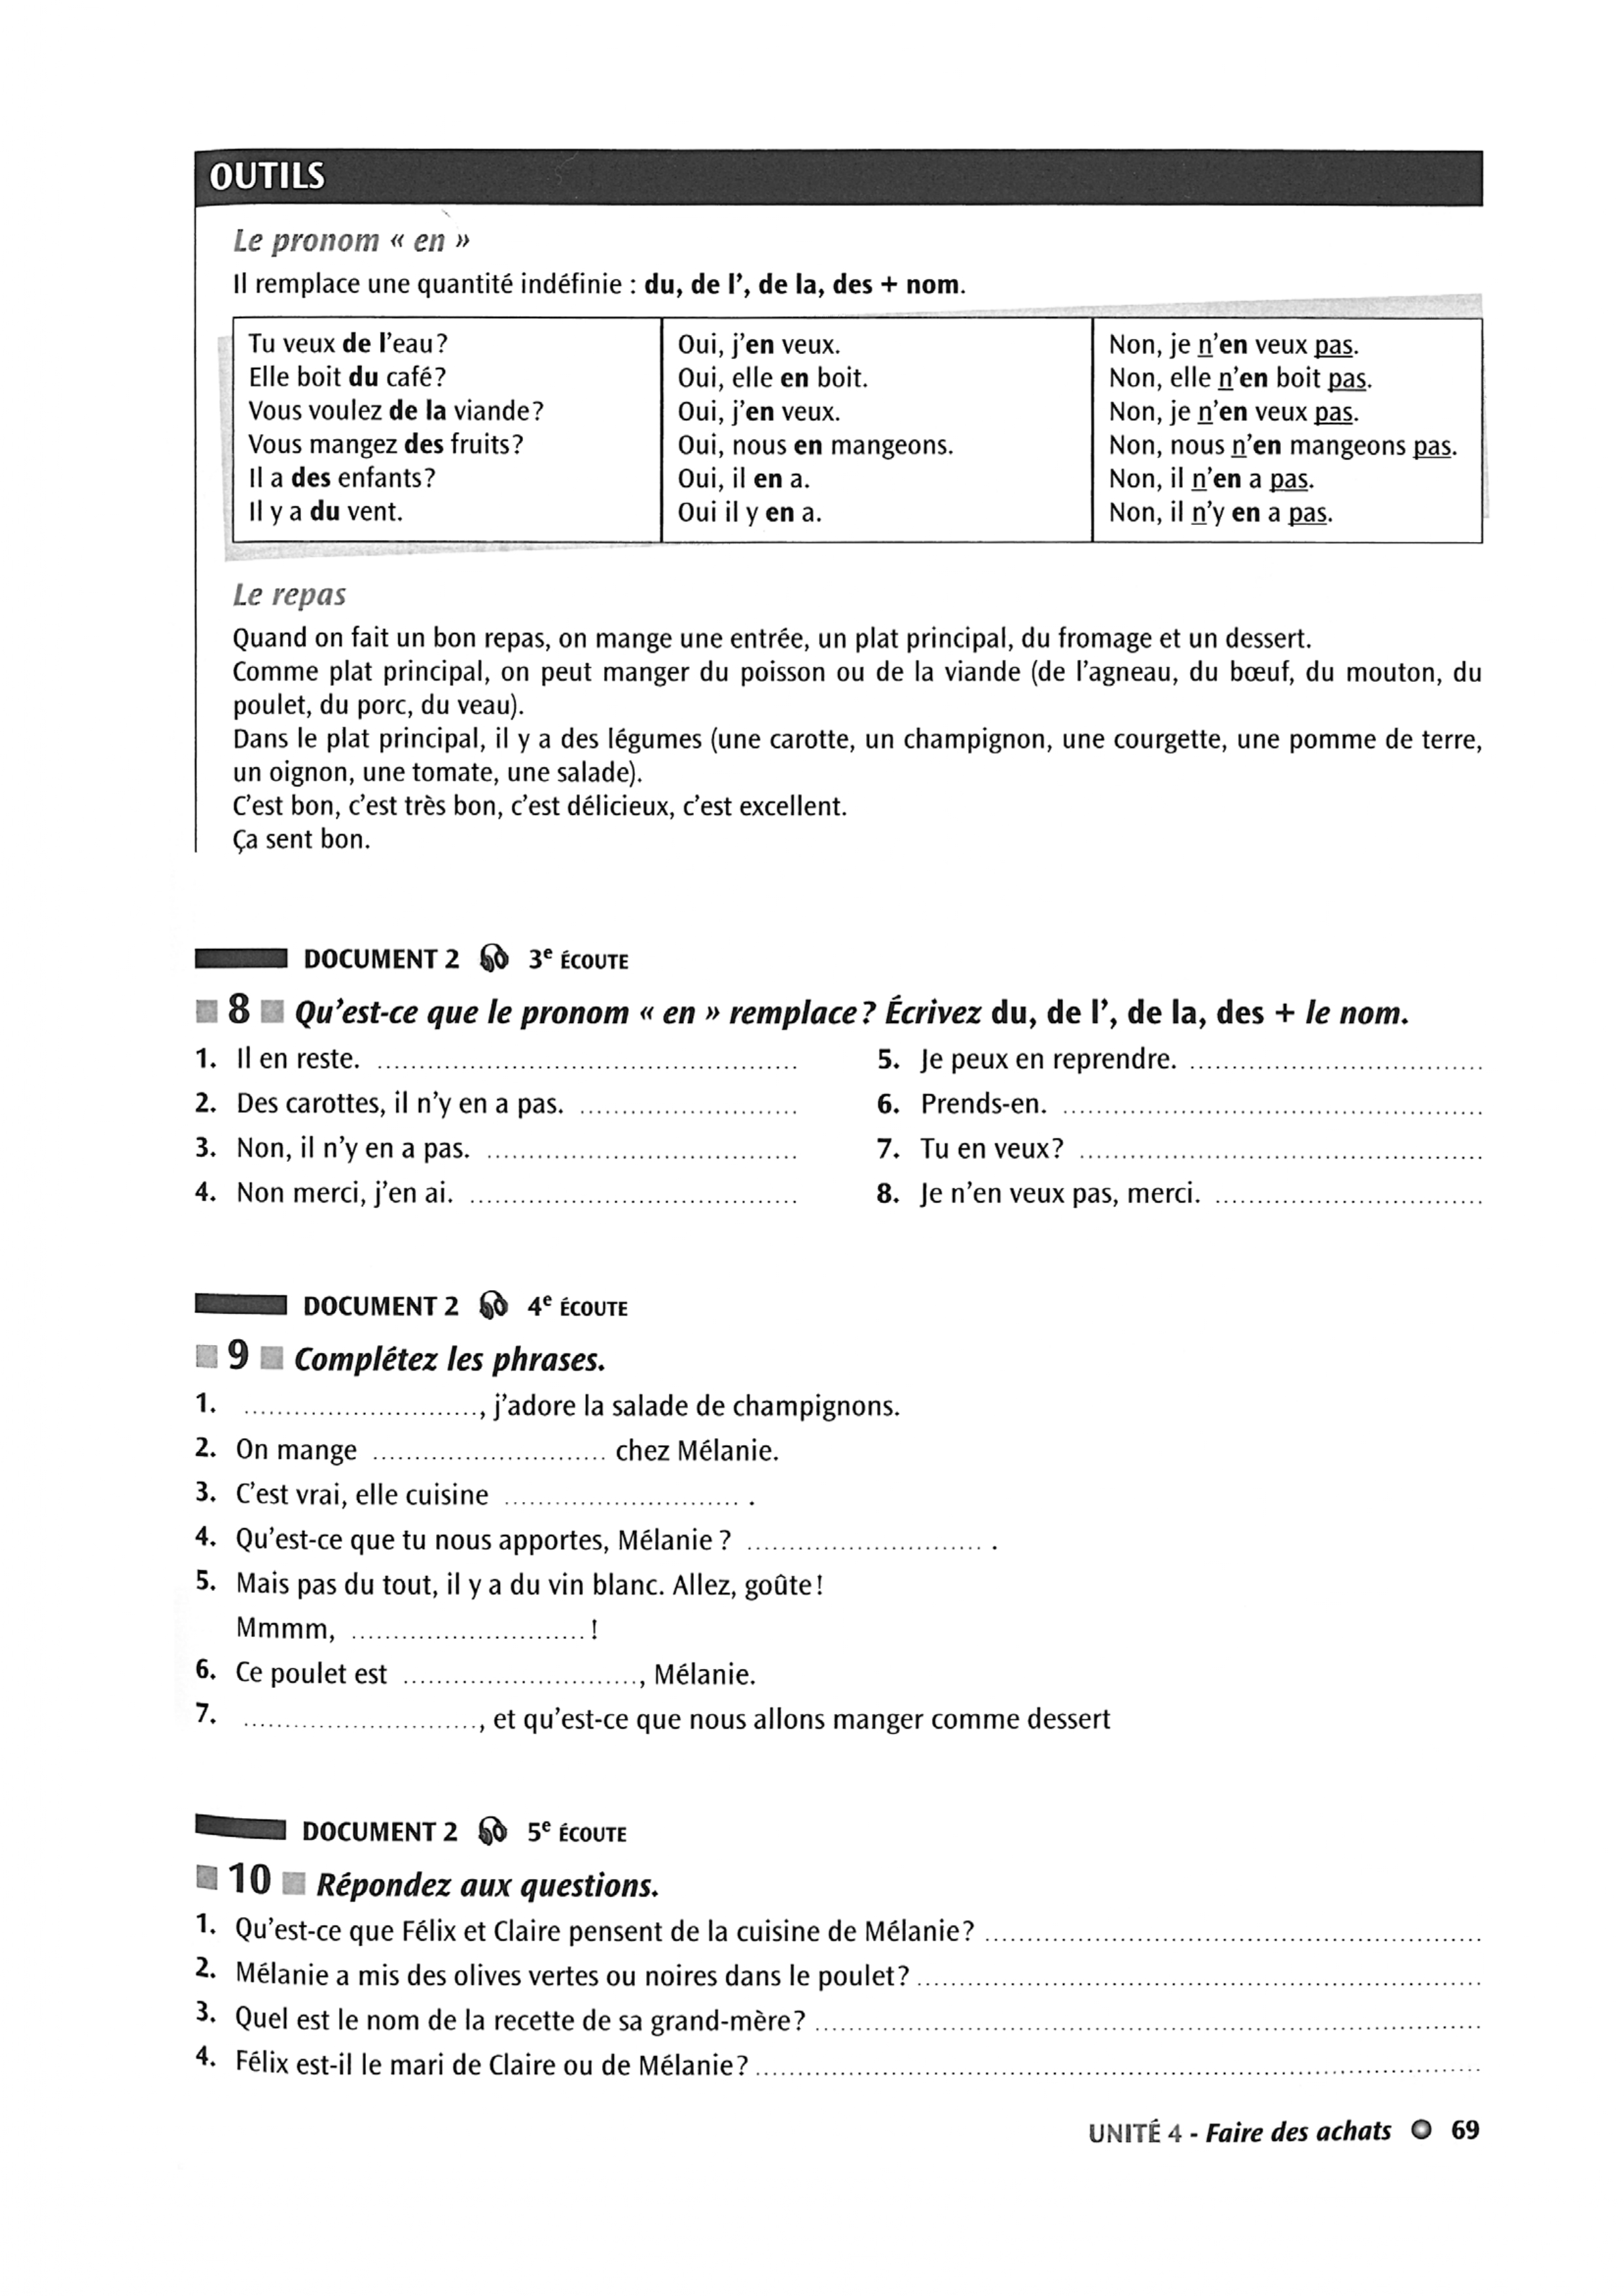 OUTILS
Le pronom « en »
Il remplace une quantité indéfinie : du, de l', de la, des + nom.
Tu veux de l'eau? Oui, j'en veux. Non, je n'en veux pas.
Elle boit du café? Oui, elle en boit. Non, elle n'en boit pas.
Vous voulez de la viande? Oui, j'en veux. Non, je n'en veux pas.
Vous mangez des fruits? Oui, nous en mangeons. Non, nous n'en mangeons pas.
Il a des enfants? Oui, il en a. Non, il n'en a pas.
Il y a du vent. Oui il y en a. Non, il n'y en a pas.
Le repas
Quand on fait un bon repas, on mange une entrée, un plat principal, du fromage et un dessert.
Comme plat principal, on peut manger du poisson ou de la viande (de l'agneau, du bœuf, du mouton, du
poulet, du porc, du veau).
Dans le plat principal, il y a des légumes (une carotte, un champignon, une courgette, une pomme de terre,
un oignon, une tomate, une salade).
C'est bon, c'est très bon, c'est délicieux, c'est excellent.
Ça sent bon.
DOCUMENT 2 3e ÉCOUTE
8 Qu'est-ce que le pronom « en » remplace? Écrivez du, de l', de la, des + le nom.
1. Il en reste. ........................................
2. Des carottes, il n'y en a pas. ........................................
3. Non, il n'y en a pas. ........................................
4. Non merci, j'en ai. ........................................
5. Je peux en reprendre. ........................................
6. Prends-en. ........................................
7. Tu en veux? ........................................
8. Je n'en veux pas, merci. ........................................
DOCUMENT 2 4e ÉCOUTE
9 Complétez les phrases.
1. ............................, j'adore la salade de champignons.
2. On mange ............................ chez Mélanie.
3. C'est vrai, elle cuisine ............................ .
4. Qu'est-ce que tu nous apportes, Mélanie ? ............................ .
5. Mais pas du tout, il y a du vin blanc. Allez, goûte!
Mmmm, ............................!
6. Ce poulet est ............................, Mélanie.
7. ............................, et qu'est-ce que nous allons manger comme dessert
DOCUMENT 2 5e ÉCOUTE
10 Répondez aux questions.
1. Qu'est-ce que Félix et Claire pensent de la cuisine de Mélanie? ........................................
2. Mélanie a mis des olives vertes ou noires dans le poulet? ........................................
3. Quel est le nom de la recette de sa grand-mère? ........................................
4. Félix est-il le mari de Claire ou de Mélanie? ........................................
UNITÉ 4 - Faire des achats 69